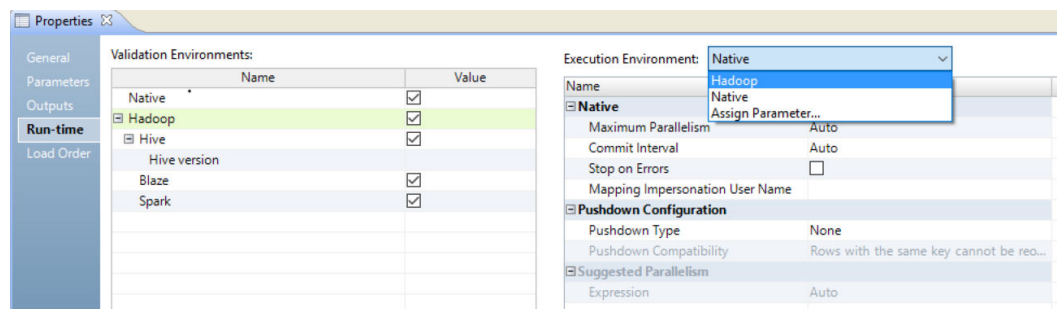 Properties
General
Parameters
Outputs
Run-time
Load Order
Validation Environments:
Name Value
Native
Hadoop
Hive
Hive version
Blaze
Spark
Execution Environment: Native
Hadoop
Native
Assign Parameter...
Name
Native
Maximum Parallelism Auto
Commit Interval Auto
Stop on Errors
Mapping Impersonation User Name
Pushdown Configuration
Pushdown Type None
Pushdown Compatibility Rows with the same key cannot be reo...
Suggested Parallelism
Expression Auto